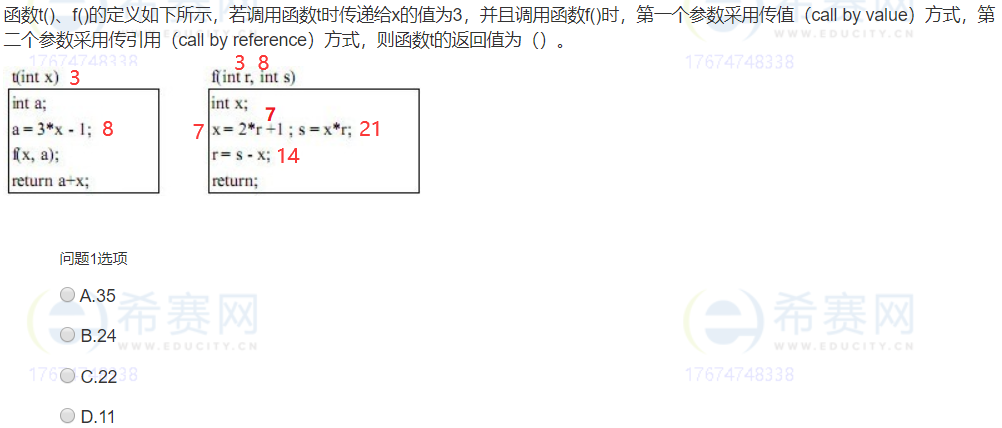 函数t()、f()的定义如下所示，若调用函数t时传递给x的值为3，并且调用函数f()时，第一个参数采用传值（call by value）方式，第
二个参数采用传引用（call by reference）方式，则函数t的返回值为（）。
WWW.EDUCITY.CN
WWW.EDUCITY.CN
17674748338
17674748338
3 8
t(int x) 3
f(int r, int s)
int a;
int x;
7
a = 3*x - 1; 8
7 x = 2*r +1 ; s = x*r; 21
f(x, a);
r = s - x; 14
return a+x;
return;
问题1选项
A.35
希赛网
希赛网
B.24
WWW.EDUCITY.CN
WWW.EDUCITY.CN
17674748338
C.22
17674748338
D.11